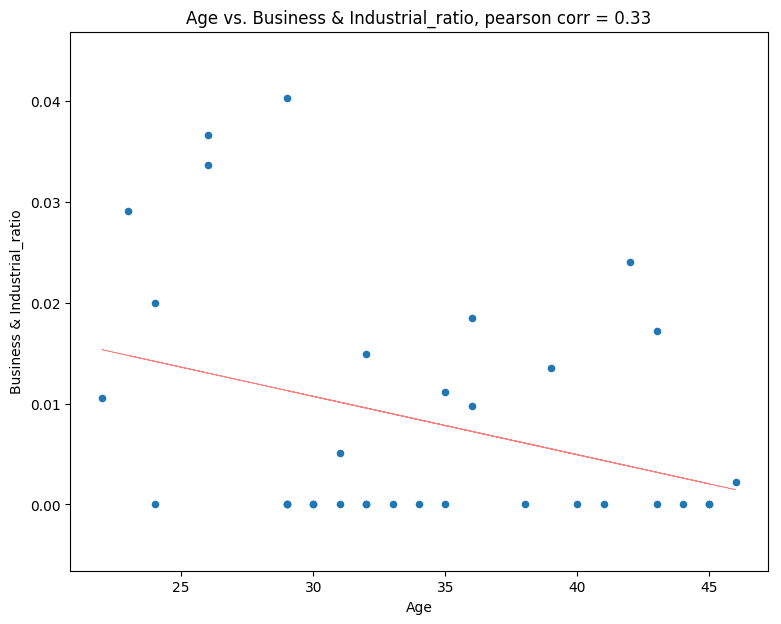 Age vs. Business & Industrial_ratio, pearson corr = 0.33
Business & Industrial_ratio
0.04
0.03
0.02
0.01
0.00
25 30 35 40 45
Age